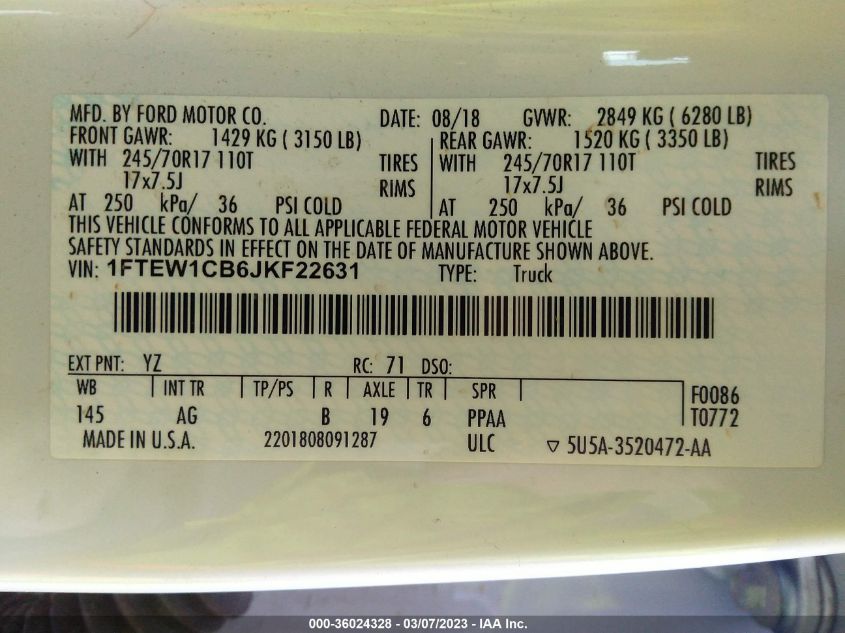 MFD. BY FORD MOTOR CO. DATE: 08/18 GVWR: 2849 KG ( 6280 LB)
FRONT GAWR: 1429 KG ( 3150 LB) REAR GAWR: 1520 KG ( 3350 LB)
WITH 245/70R17 110T TIRES WITH 245/70R17 110T TIRES
17x7.5J RIMS 17x7.5J RIMS
AT 250 kPa/ 36 PSI COLD AT 250 kPa/ 36 PSI COLD
THIS VEHICLE CONFORMS TO ALL APPLICABLE FEDERAL MOTOR VEHICLE
SAFETY STANDARDS IN EFFECT ON THE DATE OF MANUFACTURE SHOWN ABOVE.
VIN: 1FTEW1CB6JKF22631 TYPE: Truck
EXT PNT: YZ RC: 71 DSO:
WB INT TR TP/PS R AXLE TR SPR F0086
145 AG B 19 6 PPAA T0772
MADE IN U.S.A. 2201808091287 ULC ▽ 5U5A-3520472-AA
000-36024328 - 03/07/2023 - IAA Inc.